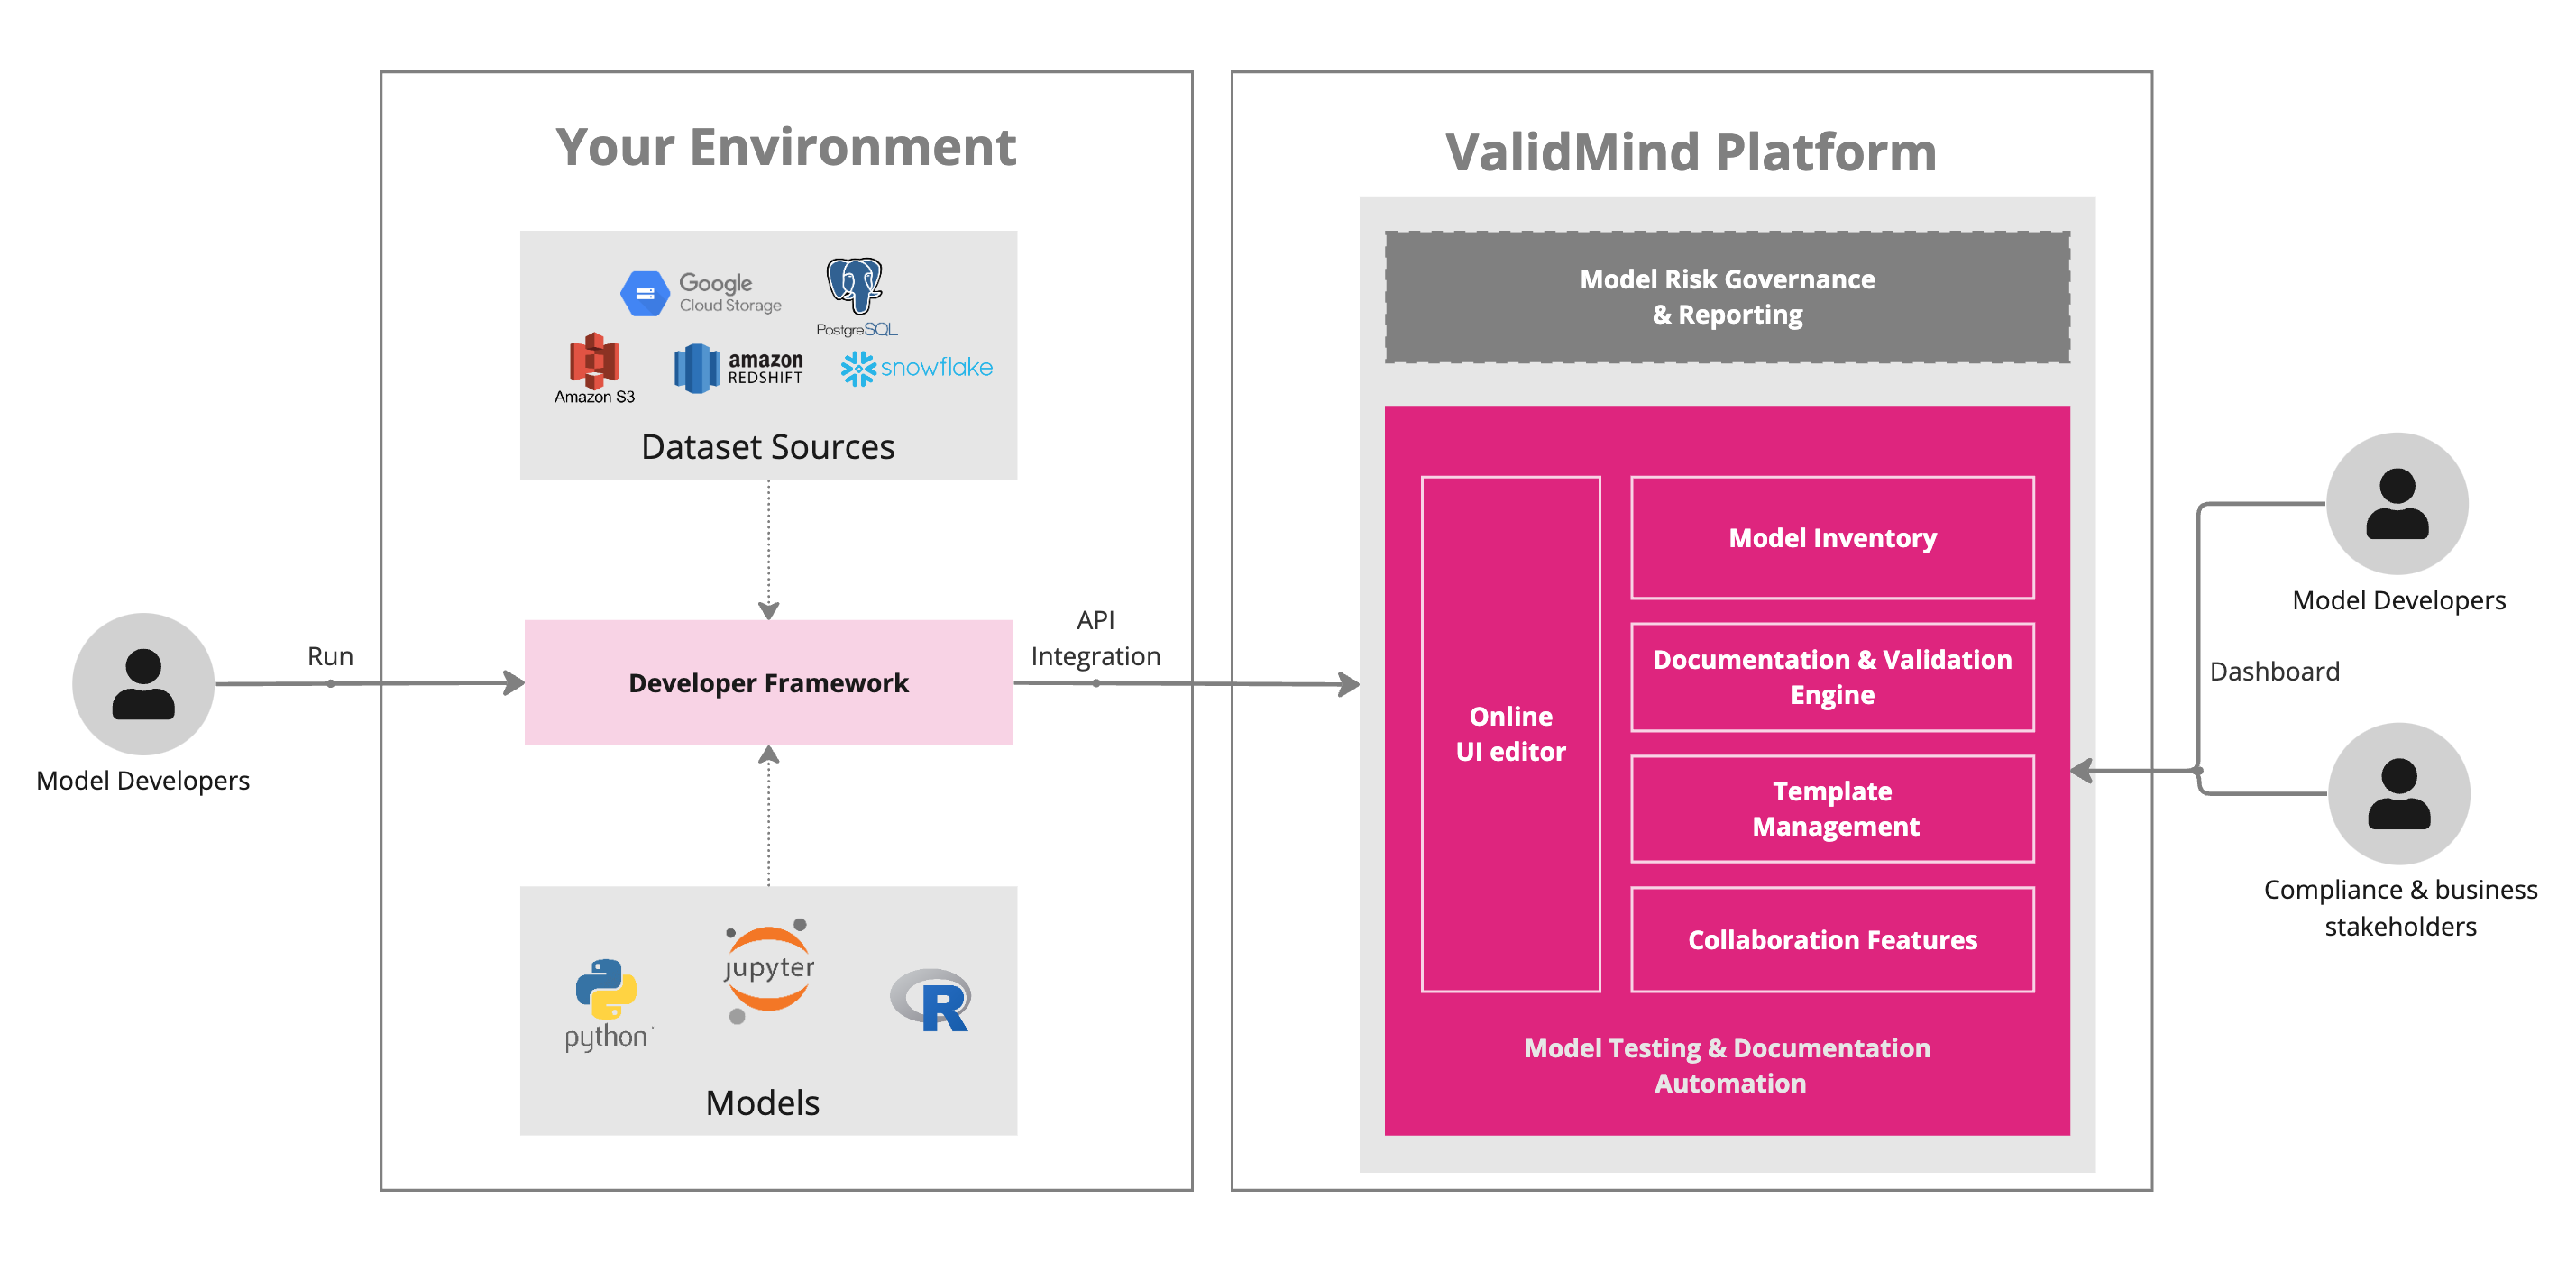 Your Environment
Google
Cloud Storage
PostgreSQL
Amazon S3
amazon
REDSHIFT
snowflake
Dataset Sources
Model Developers
Run
Developer Framework
API
Integration
python
jupyter
R
Models
ValidMind Platform
Model Risk Governance
& Reporting
Online
UI editor
Model Inventory
Documentation & Validation
Engine
Template
Management
Collaboration Features
Model Testing & Documentation
Automation
Model Developers
Dashboard
Compliance & business
stakeholders